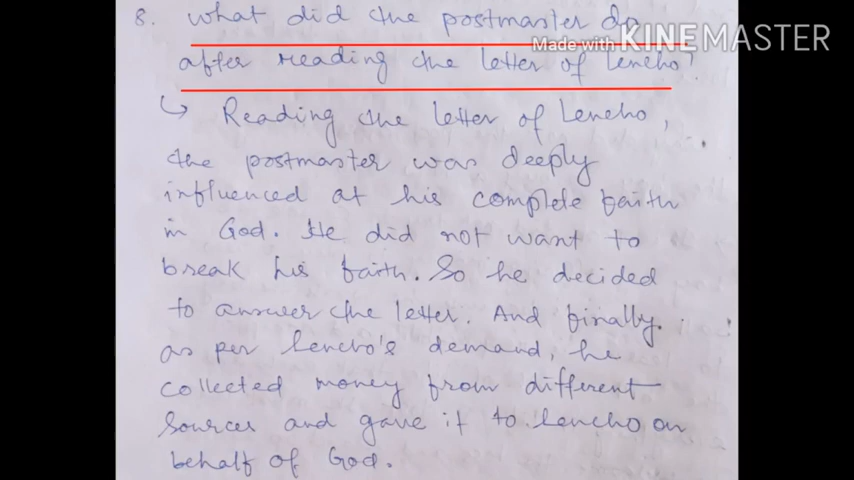 8. What did the postmaster do
Made with KINEMASTER
after reading the letter of Lencho?
↳ Reading the letter of Lencho,
the postmaster was deeply
influenced at his complete faith
in God. He did not want to
break his faith. So he decided
to answer the letter. And finally.
as per Lencho's demand, he
collected money from different
sources and gave it to Lencho on
behalf of God.